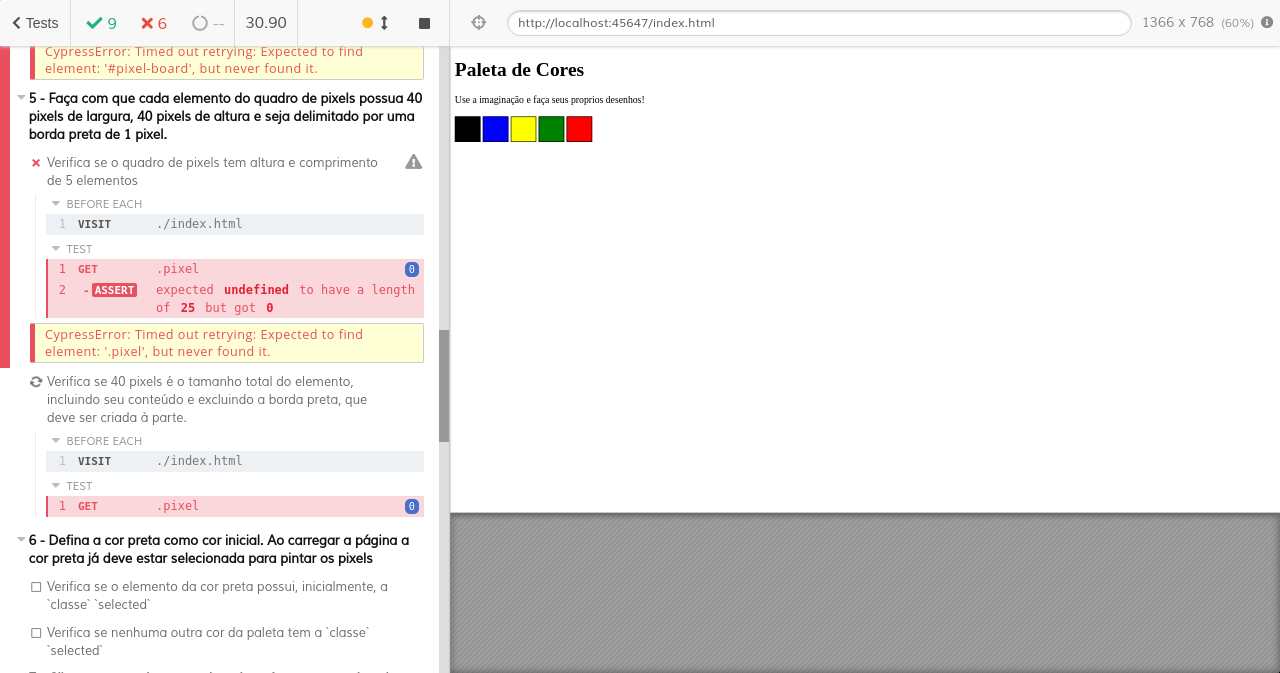 Tests 9 6 -- 30.90
http://localhost:45647/index.html 1366 x 768 (60%)
CypressError: Timed out retrying: Expected to find
element: '#pixel-board', but never found it.
5 - Faça com que cada elemento do quadro de pixels possua 40
pixels de largura, 40 pixels de altura e seja delimitado por uma
borda preta de 1 pixel.
Verifica se o quadro de pixels tem altura e comprimento
de 5 elementos
BEFORE EACH
1 VISIT ./index.html
TEST
1 GET .pixel 0
2 -ASSERT expected undefined to have a length
of 25 but got 0
CypressError: Timed out retrying: Expected to find
element: '.pixel', but never found it.
Verifica se 40 pixels é o tamanho total do elemento,
incluindo seu conteúdo e excluindo a borda preta, que
deve ser criada à parte.
BEFORE EACH
1 VISIT ./index.html
TEST
1 GET .pixel 0
6 - Defina a cor preta como cor inicial. Ao carregar a página a
cor preta já deve estar selecionada para pintar os pixels
Verifica se o elemento da cor preta possui, inicialmente, a
`classe` `selected`
Verifica se nenhuma outra cor da paleta tem a `classe`
`selected`
Paleta de Cores
Use a imaginação e faça seus proprios desenhos!